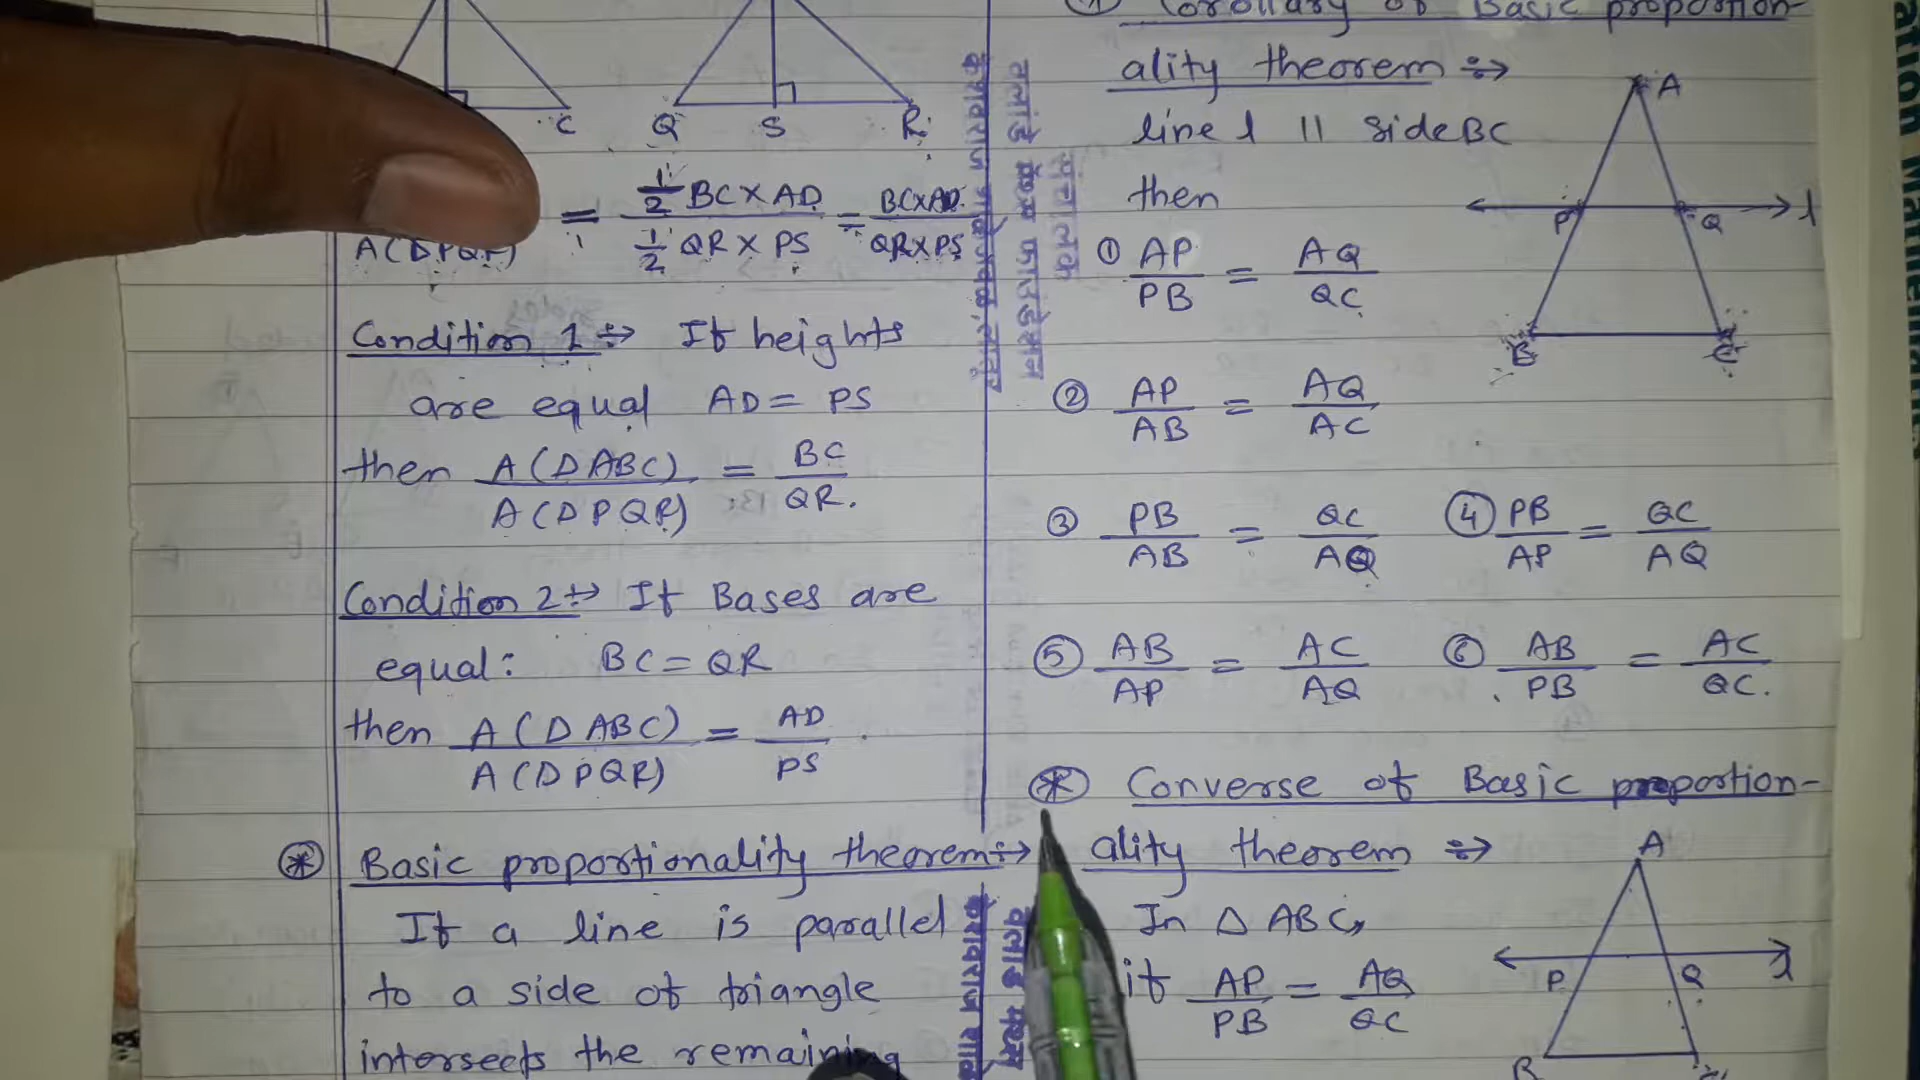 C Q S R
A(ΔPQR) = 1/2 BC × AD / 1/2 QR × PS = BC×AD / QR×PS
Condition 1 ÷→ If heights
are equal AD = PS
then A(ΔABC) / A(ΔPQR) = BC / QR.
Condition 2 ÷→ If Bases are
equal: BC = QR
then A(ΔABC) / A(ΔPQR) = AD / PS
* Basic proportionality theorem ÷→
If a line is parallel
to a side of triangle
intersects the remaining
Corollary of Basic proportion-
ality theorem ÷→
line l || side BC
then
① AP / PB = AQ / QC
② AP / AB = AQ / AC
③ PB / AB = QC / AQ ④ PB / AP = QC / AQ
⑤ AB / AP = AC / AQ ⑥ AB / PB = AC / QC.
A
P Q l
B C
* Converse of Basic proportion-
ality theorem ÷→
In Δ ABC,
if AP / PB = AQ / QC
A
P Q l
B